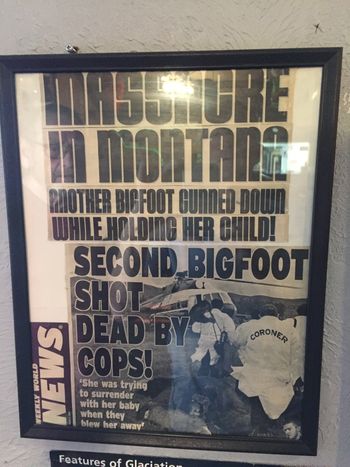 MASSACRE
IN MONTANA
ANOTHER BIGFOOT GUNNED DOWN
WHILE HOLDING HER CHILD!
SECOND BIGFOOT
SHOT
DEAD BY
COPS!
'She was trying
to surrender
with her baby
when they
blew her away'
CORONER
WEEKLY WORLD
NEWS
Features of Glaciation